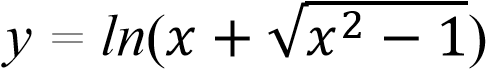 y = ln(x + √(x² − 1))